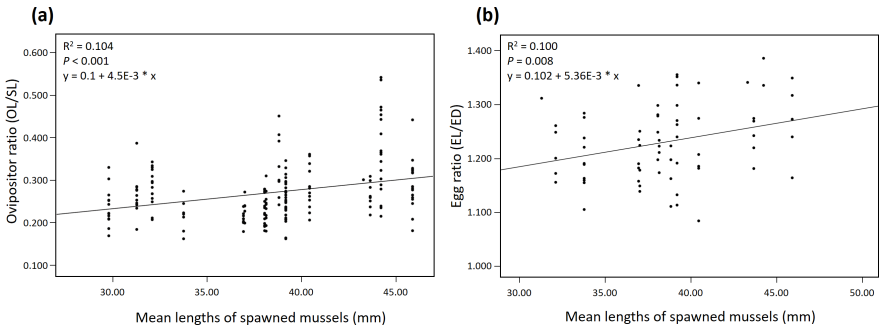 (a)
R² = 0.104
P < 0.001
y = 0.1 + 4.5E-3 * x
Ovipositor ratio (OL/SL)
0.600
0.500
0.400
0.300
0.200
0.100
30.00 35.00 40.00 45.00
Mean lengths of spawned mussels (mm)
(b)
R² = 0.100
P = 0.008
y = 0.102 + 5.36E-3 * x
Egg ratio (EL/ED)
1.400
1.300
1.200
1.100
1.000
30.00 35.00 40.00 45.00 50.00
Mean lengths of spawned mussels (mm)